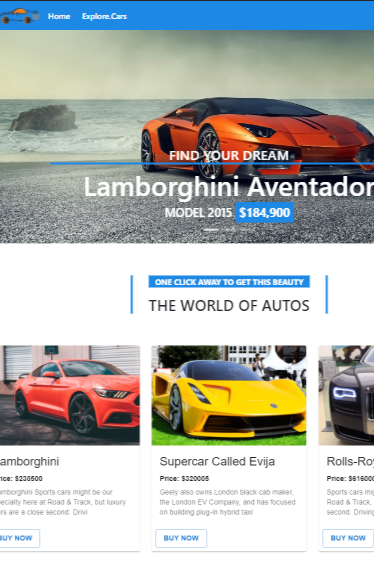 Home Explore.Cars
FIND YOUR DREAM
Lamborghini Aventador
MODEL 2015 $184,900
ONE CLICK AWAY TO GET THIS BEAUTY
THE WORLD OF AUTOS
amborghini
Price: $230500
amborghini Sports cars might be our
pecialty here at Road & Track, but luxury
rs are a close second. Drivi
BUY NOW
Supercar Called Evija
Price: $320005
Geely also owns London black cab maker,
the London EV Company, and has focused
on building plug-in hybrid taxi
BUY NOW
Rolls-Roy
Price: $616000
Sports cars mig
Road & Track, 
second. Driving
BUY NOW